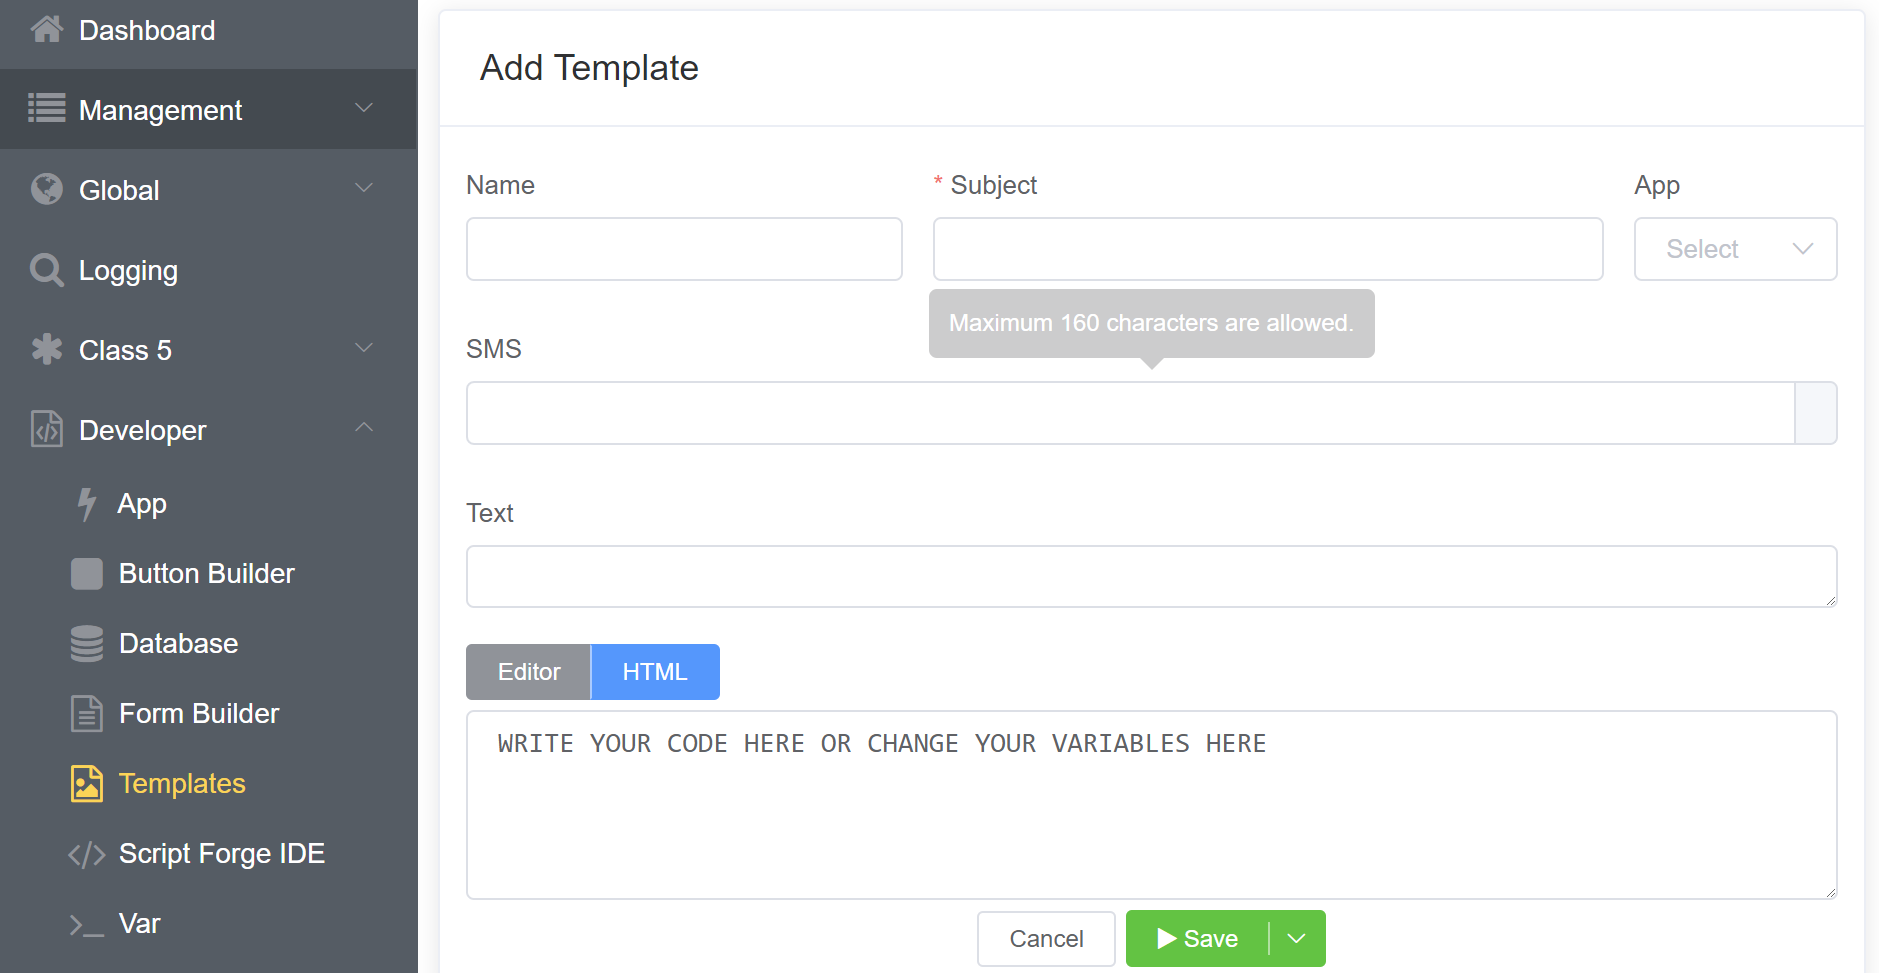 Dashboard
Management
Global
Logging
Class 5
Developer
App
Button Builder
Database
Form Builder
Templates
Script Forge IDE
Var
Add Template
Name
* Subject
App
Select
Maximum 160 characters are allowed.
SMS
Text
Editor
HTML
WRITE YOUR CODE HERE OR CHANGE YOUR VARIABLES HERE
Cancel
Save